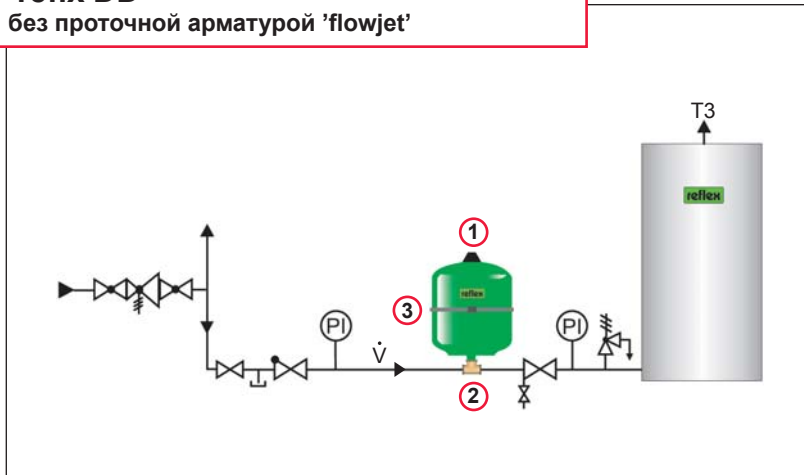 без проточной арматурой ’flowjet’
T3
reflex
1
reflex
3
PI
PI
V̇
2